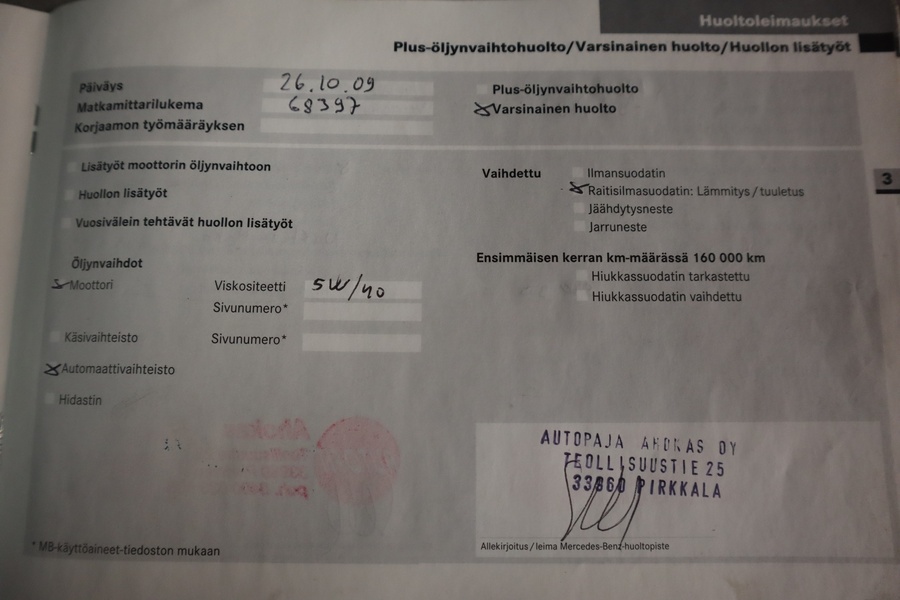 Huoltoleimaukset
Plus-öljynvaihtohuolto/Varsinainen huolto/Huollon lisätyöt
Päiväys 26.10.09
Matkamittarilukema 68397
Korjaamon työmääräyksen
Plus-öljynvaihtohuolto
Varsinainen huolto
Lisätyöt moottorin öljynvaihtoon
Huollon lisätyöt
Vuosivälein tehtävät huollon lisätyöt
Vaihdettu Ilmansuodatin
Raitisilmasuodatin: Lämmitys / tuuletus
Jäähdytysneste
Jarruneste
3
Öljynvaihdot
Moottori Viskositeetti 5W/40
Sivunumero*
Käsivaihteisto Sivunumero*
Automaattivaihteisto
Hidastin
Ensimmäisen kerran km-määrässä 160 000 km
Hiukkassuodatin tarkastettu
Hiukkassuodatin vaihdettu
AUTOPAJA AHOKAS OY
TEOLLISUUSTIE 25
33960 PIRKKALA
Allekirjoitus / leima Mercedes-Benz-huoltopiste
* MB-käyttöaineet-tiedoston mukaan